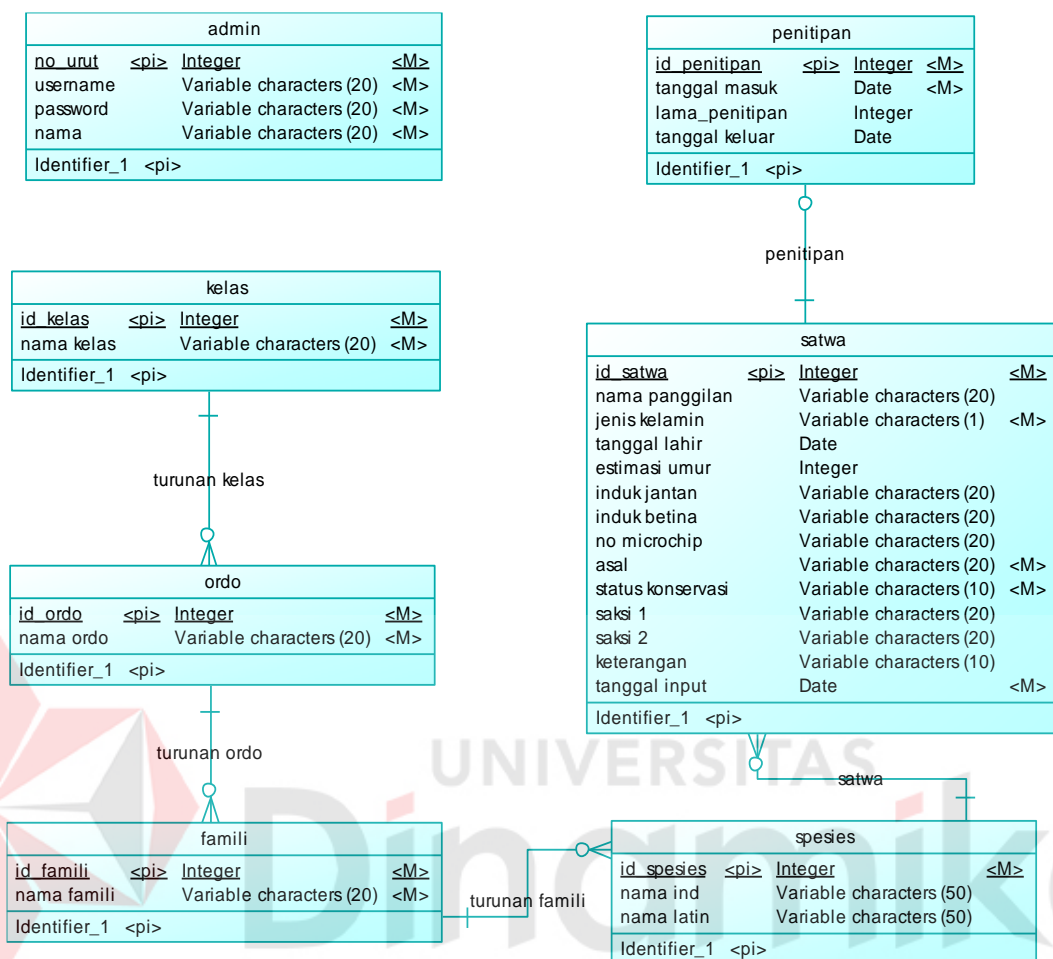 admin
no_urut <pi> Integer <M>
username Variable characters (20) <M>
password Variable characters (20) <M>
nama Variable characters (20) <M>
Identifier_1 <pi>
penitipan
id_penitipan <pi> Integer <M>
tanggal masuk Date <M>
lama_penitipan Integer
tanggal keluar Date
Identifier_1 <pi>
penitipan
kelas
id_kelas <pi> Integer <M>
nama kelas Variable characters (20) <M>
Identifier_1 <pi>
turunan kelas
satwa
id_satwa <pi> Integer <M>
nama panggilan Variable characters (20)
jenis kelamin Variable characters (1) <M>
tanggal lahir Date
estimasi umur Integer
induk jantan Variable characters (20)
induk betina Variable characters (20)
no microchip Variable characters (20)
asal Variable characters (20) <M>
status konservasi Variable characters (10) <M>
saksi 1 Variable characters (20)
saksi 2 Variable characters (20)
keterangan Variable characters (10)
tanggal input Date <M>
Identifier_1 <pi>
ordo
id_ordo <pi> Integer <M>
nama ordo Variable characters (20) <M>
Identifier_1 <pi>
turunan ordo
UNIVERSITAS
Dinamika
satwa
famili
id_famili <pi> Integer <M>
nama famili Variable characters (20) <M>
Identifier_1 <pi>
turunan famili
spesies
id_spesies <pi> Integer <M>
nama ind Variable characters (50)
nama latin Variable characters (50)
Identifier_1 <pi>